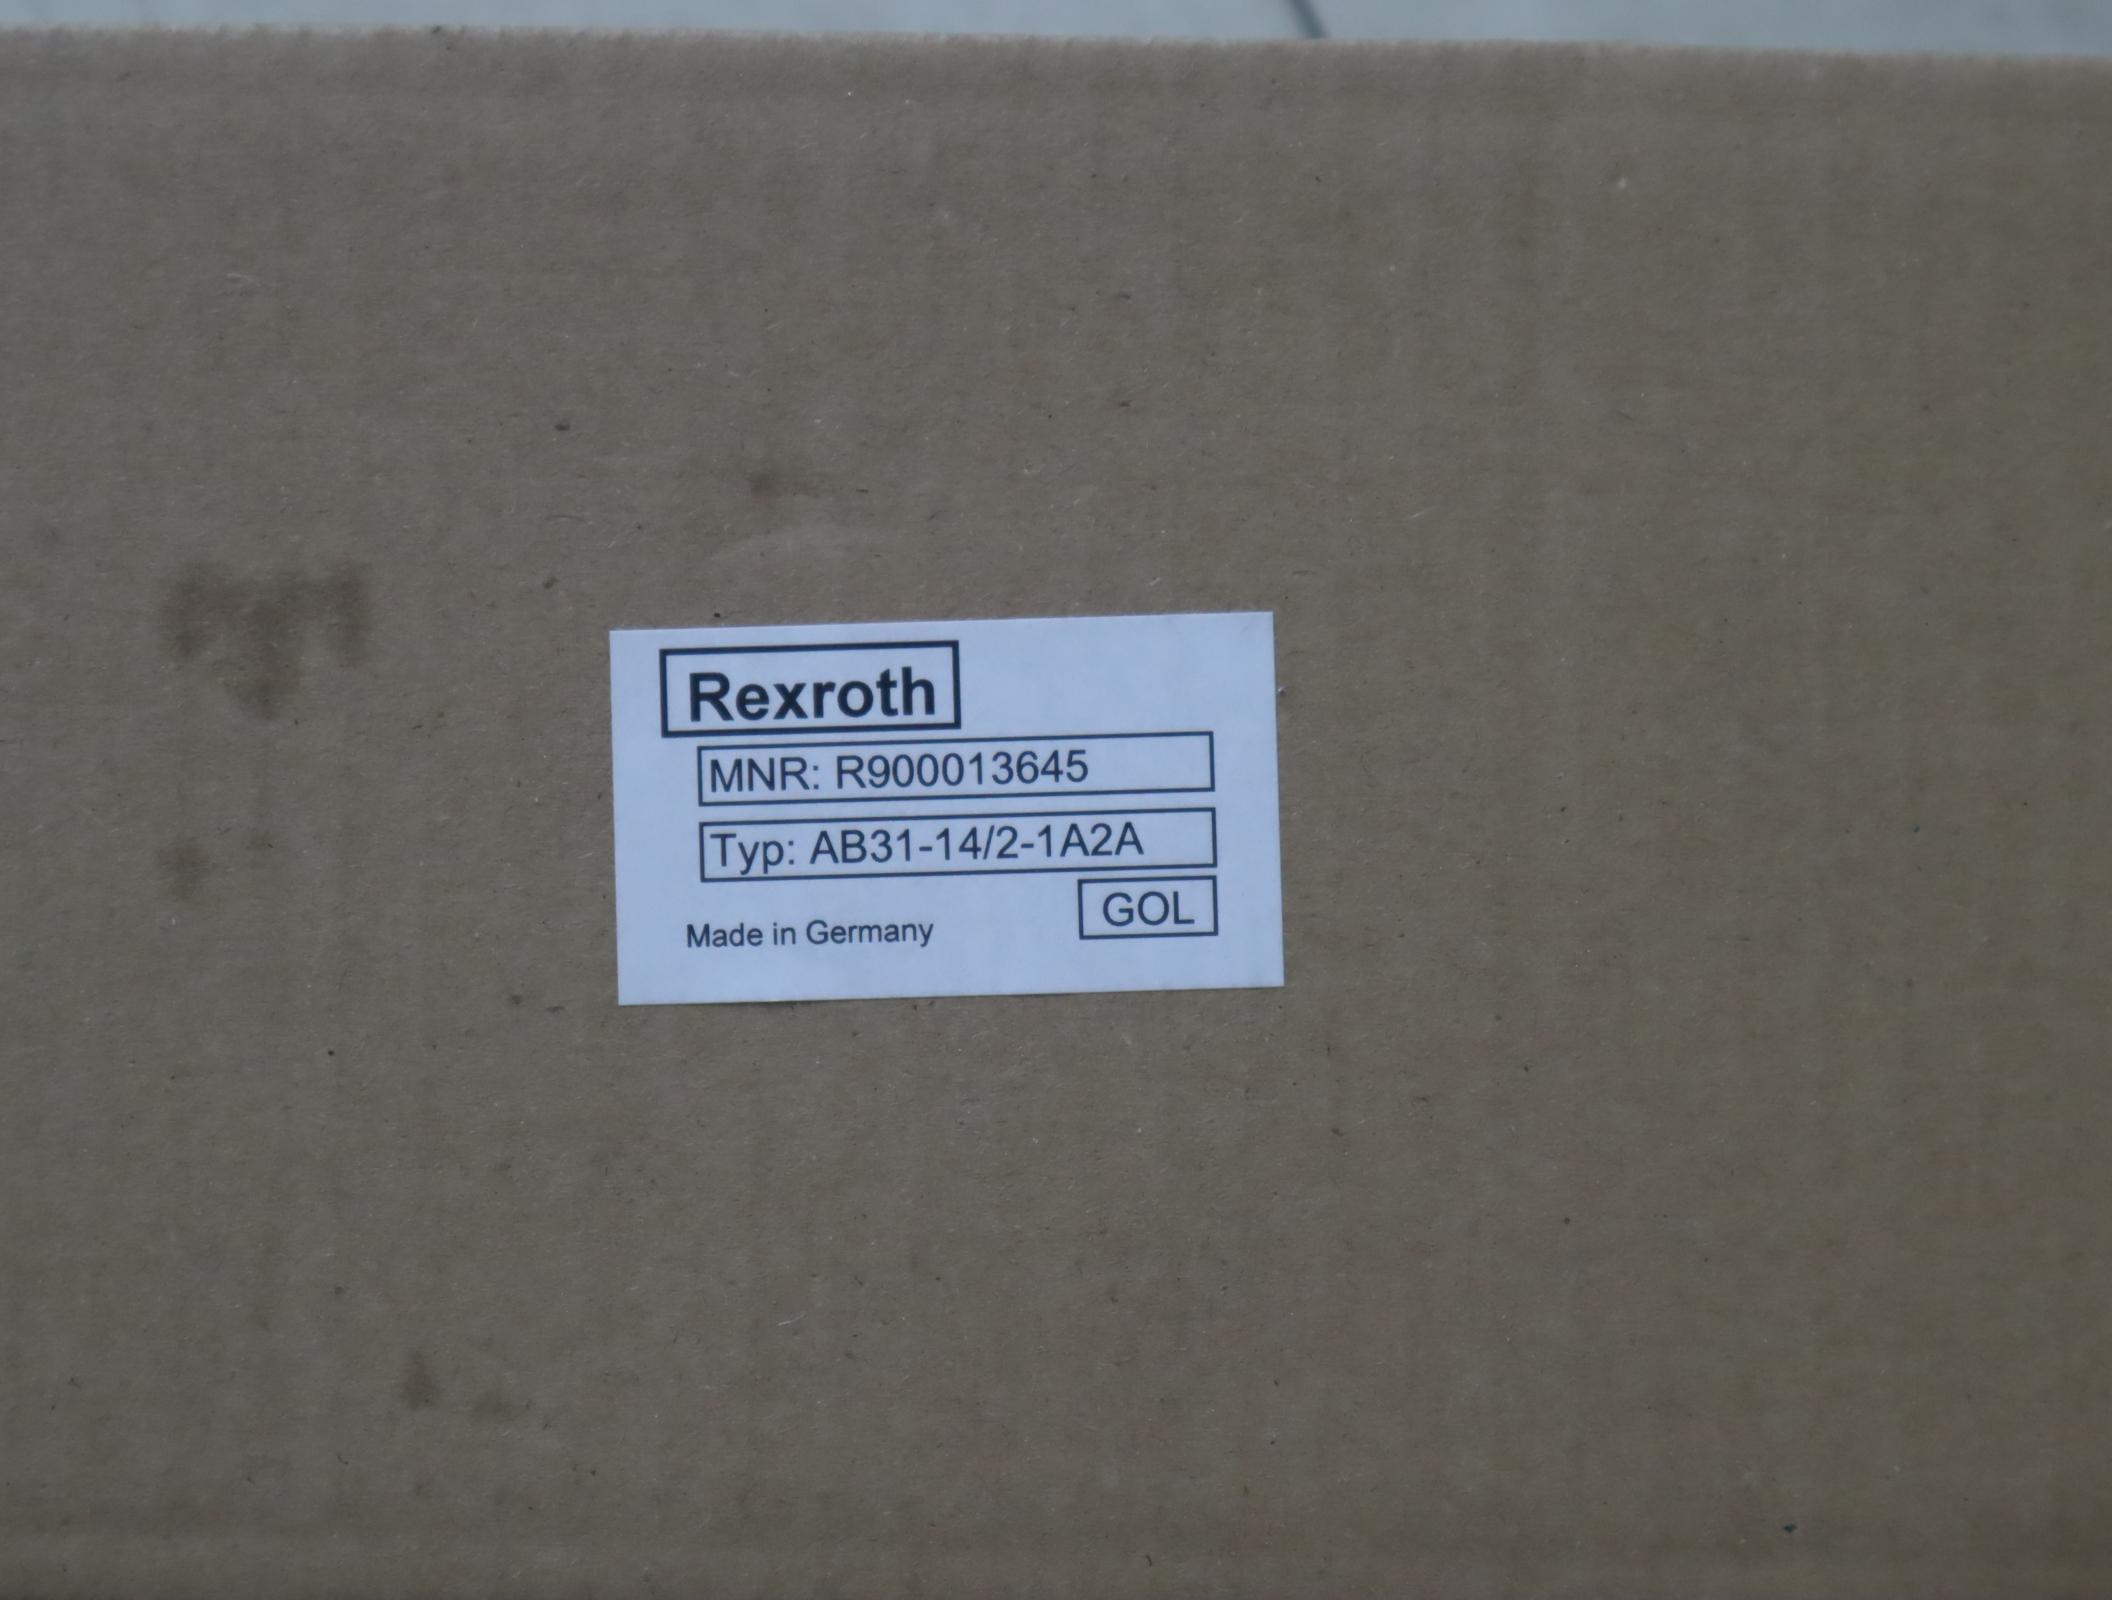 Rexroth
MNR: R900013645
Typ: AB31-14/2-1A2A
GOL
Made in Germany